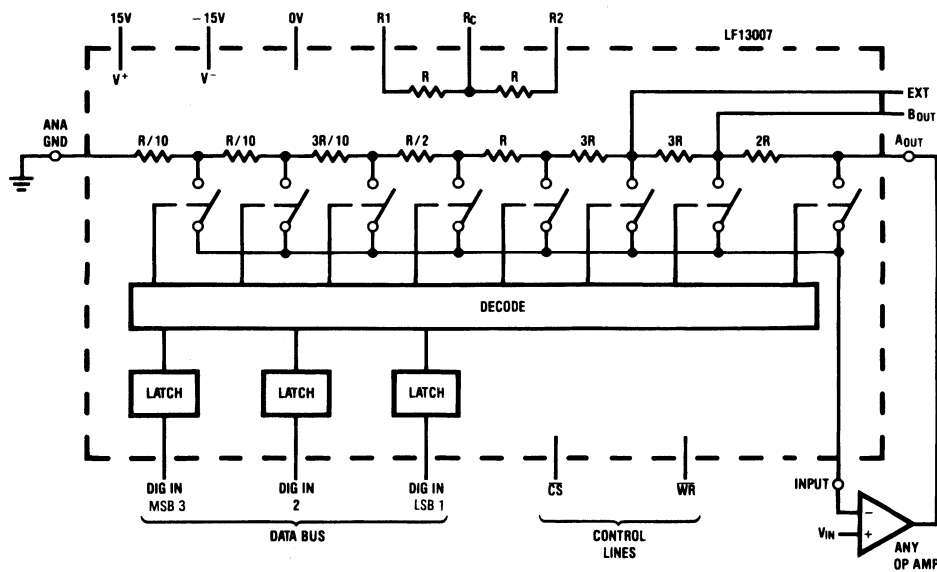 15V
-15V
0V
R1
RC
R2
LF13007
V+
V-
R
R
EXT
BOUT
ANA
GND
R/10
R/10
3R/10
R/2
R
3R
3R
2R
AOUT
DECODE
LATCH
LATCH
LATCH
DIG IN
MSB 3
DIG IN
2
DIG IN
LSB 1
CS
WR
INPUT
DATA BUS
CONTROL
LINES
VIN
-
+
ANY
OP AMP